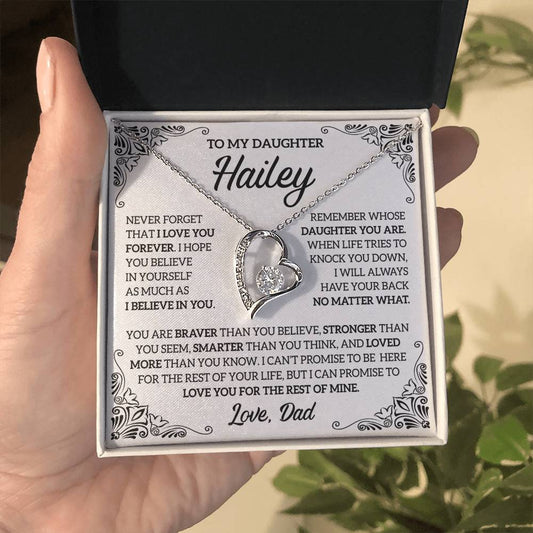 TO MY DAUGHTER
Hailey
NEVER FORGET
THAT I LOVE YOU
FOREVER. I HOPE
YOU BELIEVE
IN YOURSELF
AS MUCH AS
I BELIEVE IN YOU.
REMEMBER WHOSE
DAUGHTER YOU ARE.
WHEN LIFE TRIES TO
KNOCK YOU DOWN,
I WILL ALWAYS
HAVE YOUR BACK
NO MATTER WHAT.
YOU ARE BRAVER THAN YOU BELIEVE, STRONGER THAN
YOU SEEM, SMARTER THAN YOU THINK, AND LOVED
MORE THAN YOU KNOW. I CAN'T PROMISE TO BE HERE
FOR THE REST OF YOUR LIFE, BUT I CAN PROMISE TO
LOVE YOU FOR THE REST OF MINE.
Love, Dad